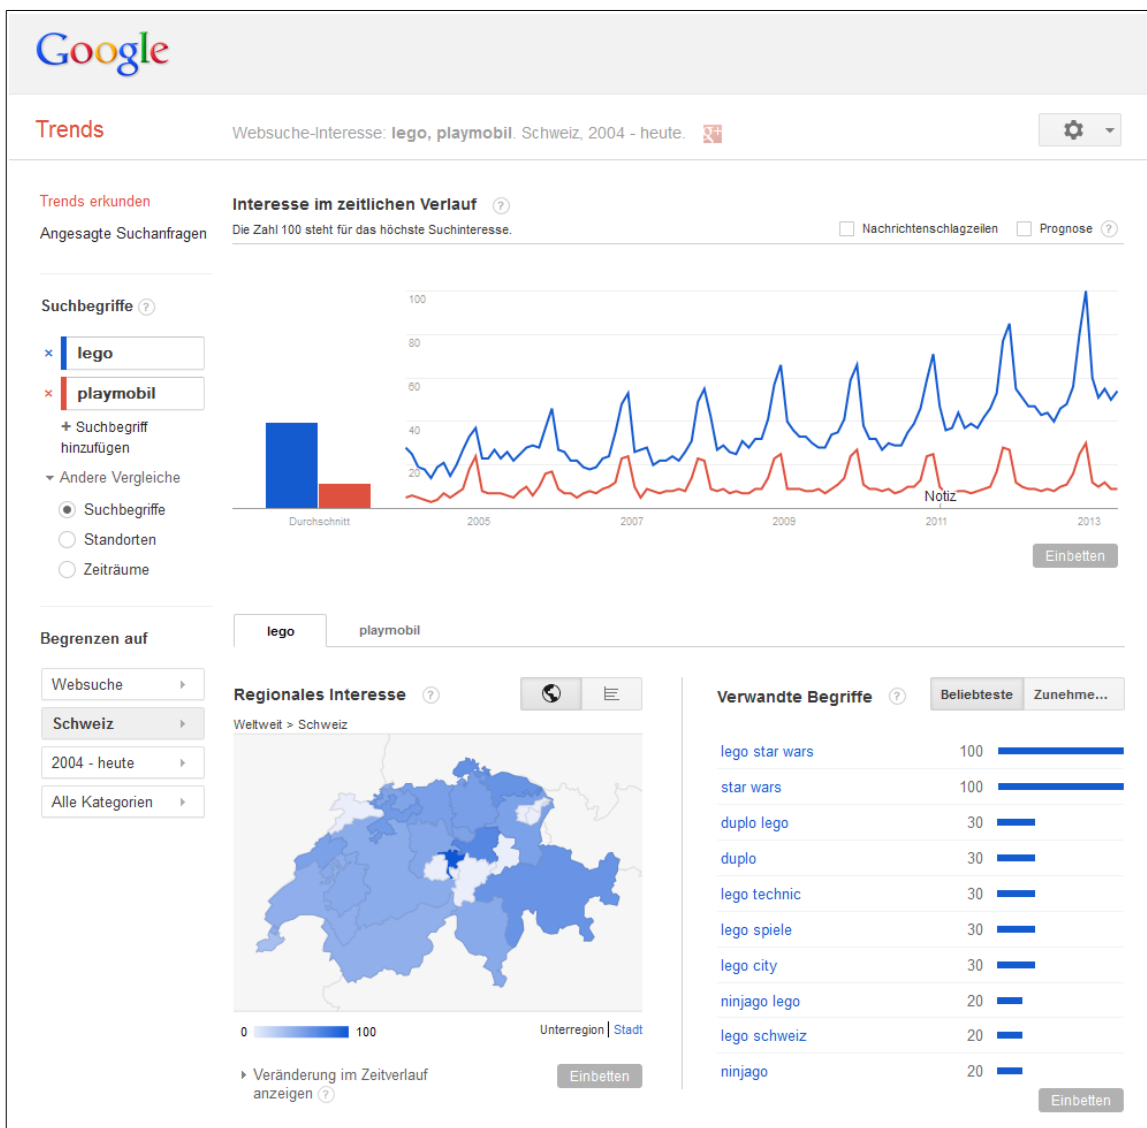 Google
Trends
Websuche-Interesse: lego, playmobil. Schweiz, 2004 - heute.
g+
Trends erkunden
Angesagte Suchanfragen
Suchbegriffe ?
× lego
× playmobil
+ Suchbegriff
hinzufügen
Andere Vergleiche
Suchbegriffe
Standorten
Zeiträume
Begrenzen auf
Websuche
Schweiz
2004 - heute
Alle Kategorien
Interesse im zeitlichen Verlauf ?
Die Zahl 100 steht für das höchste Suchinteresse.
Nachrichtenschlagzeilen Prognose ?
100
80
60
40
20
Notiz
Durchschnitt 2005 2007 2009 2011 2013
Einbetten
lego playmobil
Regionales Interesse ?
Weltweit > Schweiz
0 100 Unterregion | Stadt
Veränderung im Zeitverlauf
anzeigen ?
Einbetten
Verwandte Begriffe ? Beliebteste Zunehme...
lego star wars 100
star wars 100
duplo lego 30
duplo 30
lego technic 30
lego spiele 30
lego city 30
ninjago lego 20
lego schweiz 20
ninjago 20
Einbetten